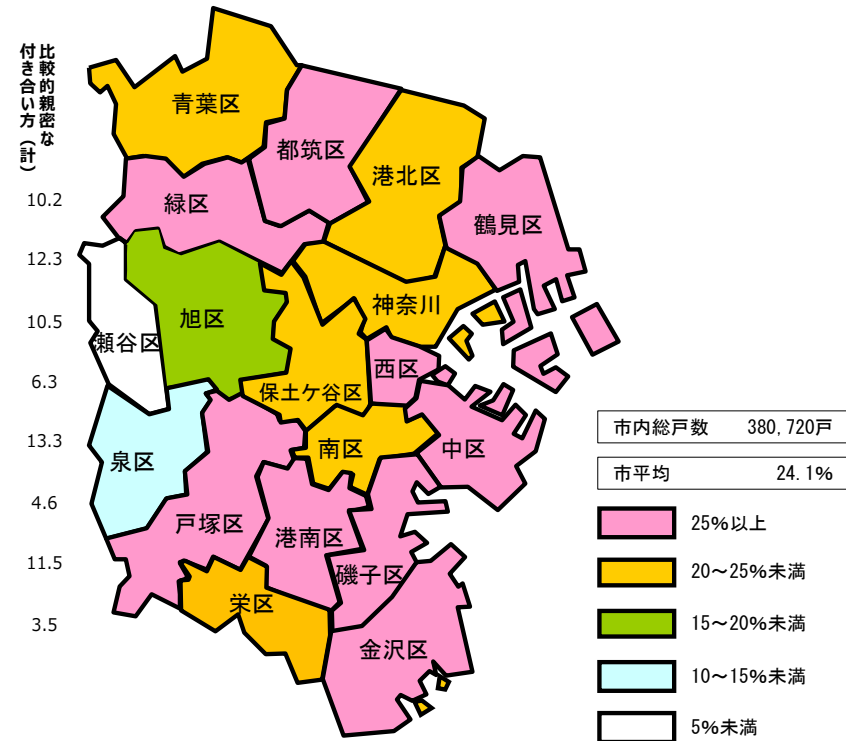 比較的親密な
付き合い方（計）
10.2
12.3
10.5
6.3
13.3
4.6
11.5
3.5
青葉区
都筑区
港北区
緑区
鶴見区
旭区
神奈川
瀬谷区
西区
保土ケ谷区
南区
中区
泉区
戸塚区
港南区
磯子区
栄区
金沢区
市内総戸数 380,720戸
市平均 24.1%
25%以上
20～25%未満
15～20%未満
10～15%未満
5%未満